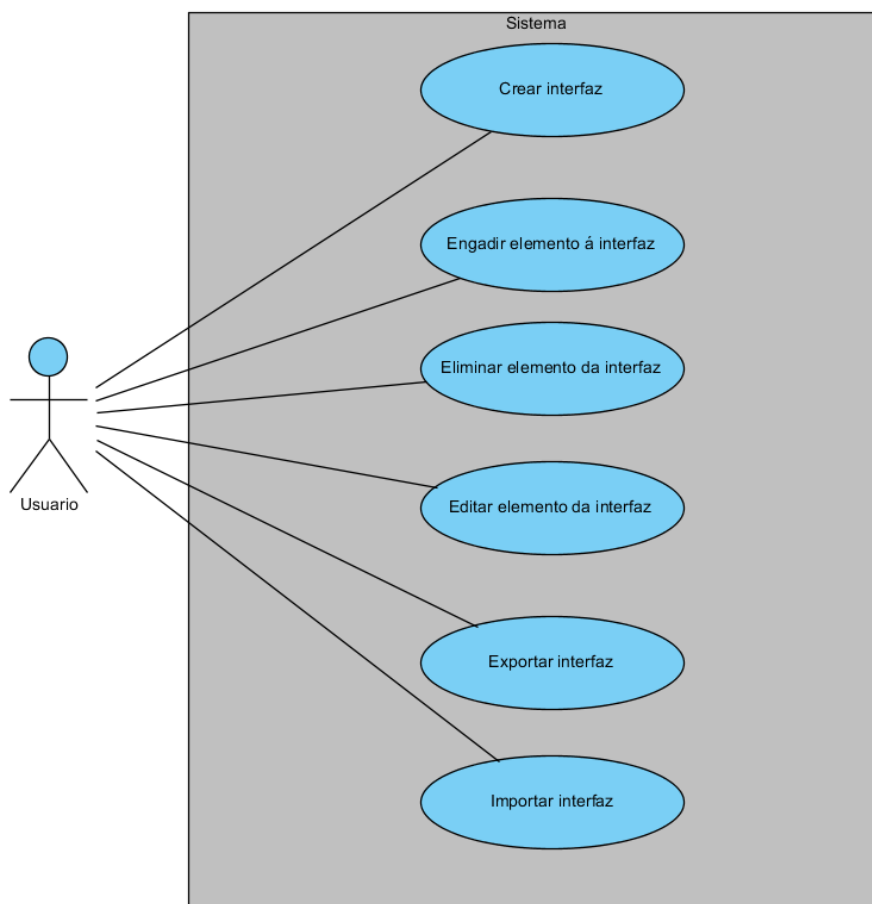 Sistema
Crear interfaz
Engadir elemento á interfaz
Eliminar elemento da interfaz
Editar elemento da interfaz
Usuario
Exportar interfaz
Importar interfaz